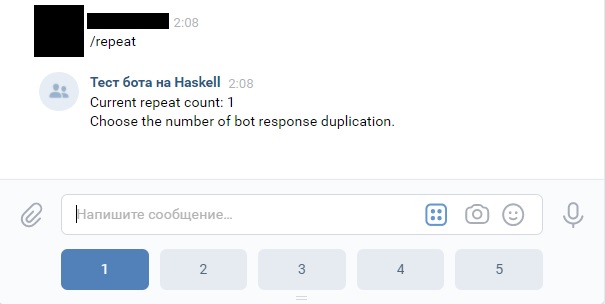 2:08
/repeat
Тест бота на Haskell 2:08
Current repeat count: 1
Choose the number of bot response duplication.
Напишите сообщение...
1 2 3 4 5